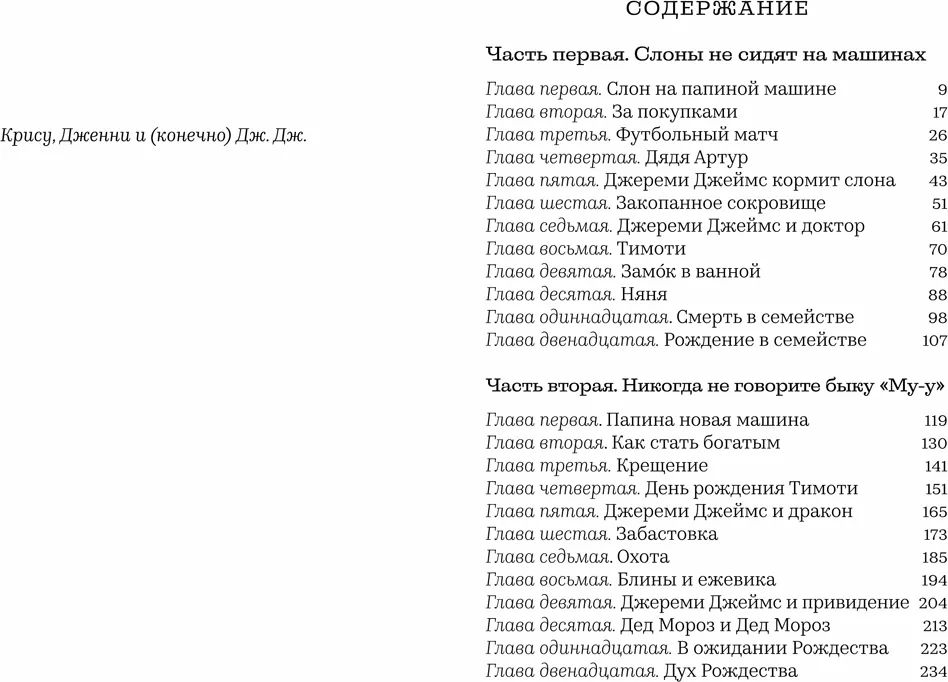 Крису, Дженни и (конечно) Дж. Дж.
СОДЕРЖАНИЕ
Часть первая. Слоны не сидят на машинах
Глава первая. Слон на папиной машине 9
Глава вторая. За покупками 17
Глава третья. Футбольный матч 26
Глава четвертая. Дядя Артур 35
Глава пятая. Джереми Джеймс кормит слона 43
Глава шестая. Закопанное сокровище 51
Глава седьмая. Джереми Джеймс и доктор 61
Глава восьмая. Тимоти 70
Глава девятая. Замо́к в ванной 78
Глава десятая. Няня 88
Глава одиннадцатая. Смерть в семействе 98
Глава двенадцатая. Рождение в семействе 107
Часть вторая. Никогда не говорите быку «Му-у»
Глава первая. Папина новая машина 119
Глава вторая. Как стать богатым 130
Глава третья. Крещение 141
Глава четвертая. День рождения Тимоти 151
Глава пятая. Джереми Джеймс и дракон 165
Глава шестая. Забастовка 173
Глава седьмая. Охота 185
Глава восьмая. Блины и ежевика 194
Глава девятая. Джереми Джеймс и привидение 204
Глава десятая. Дед Мороз и Дед Мороз 213
Глава одиннадцатая. В ожидании Рождества 223
Глава двенадцатая. Дух Рождества 234